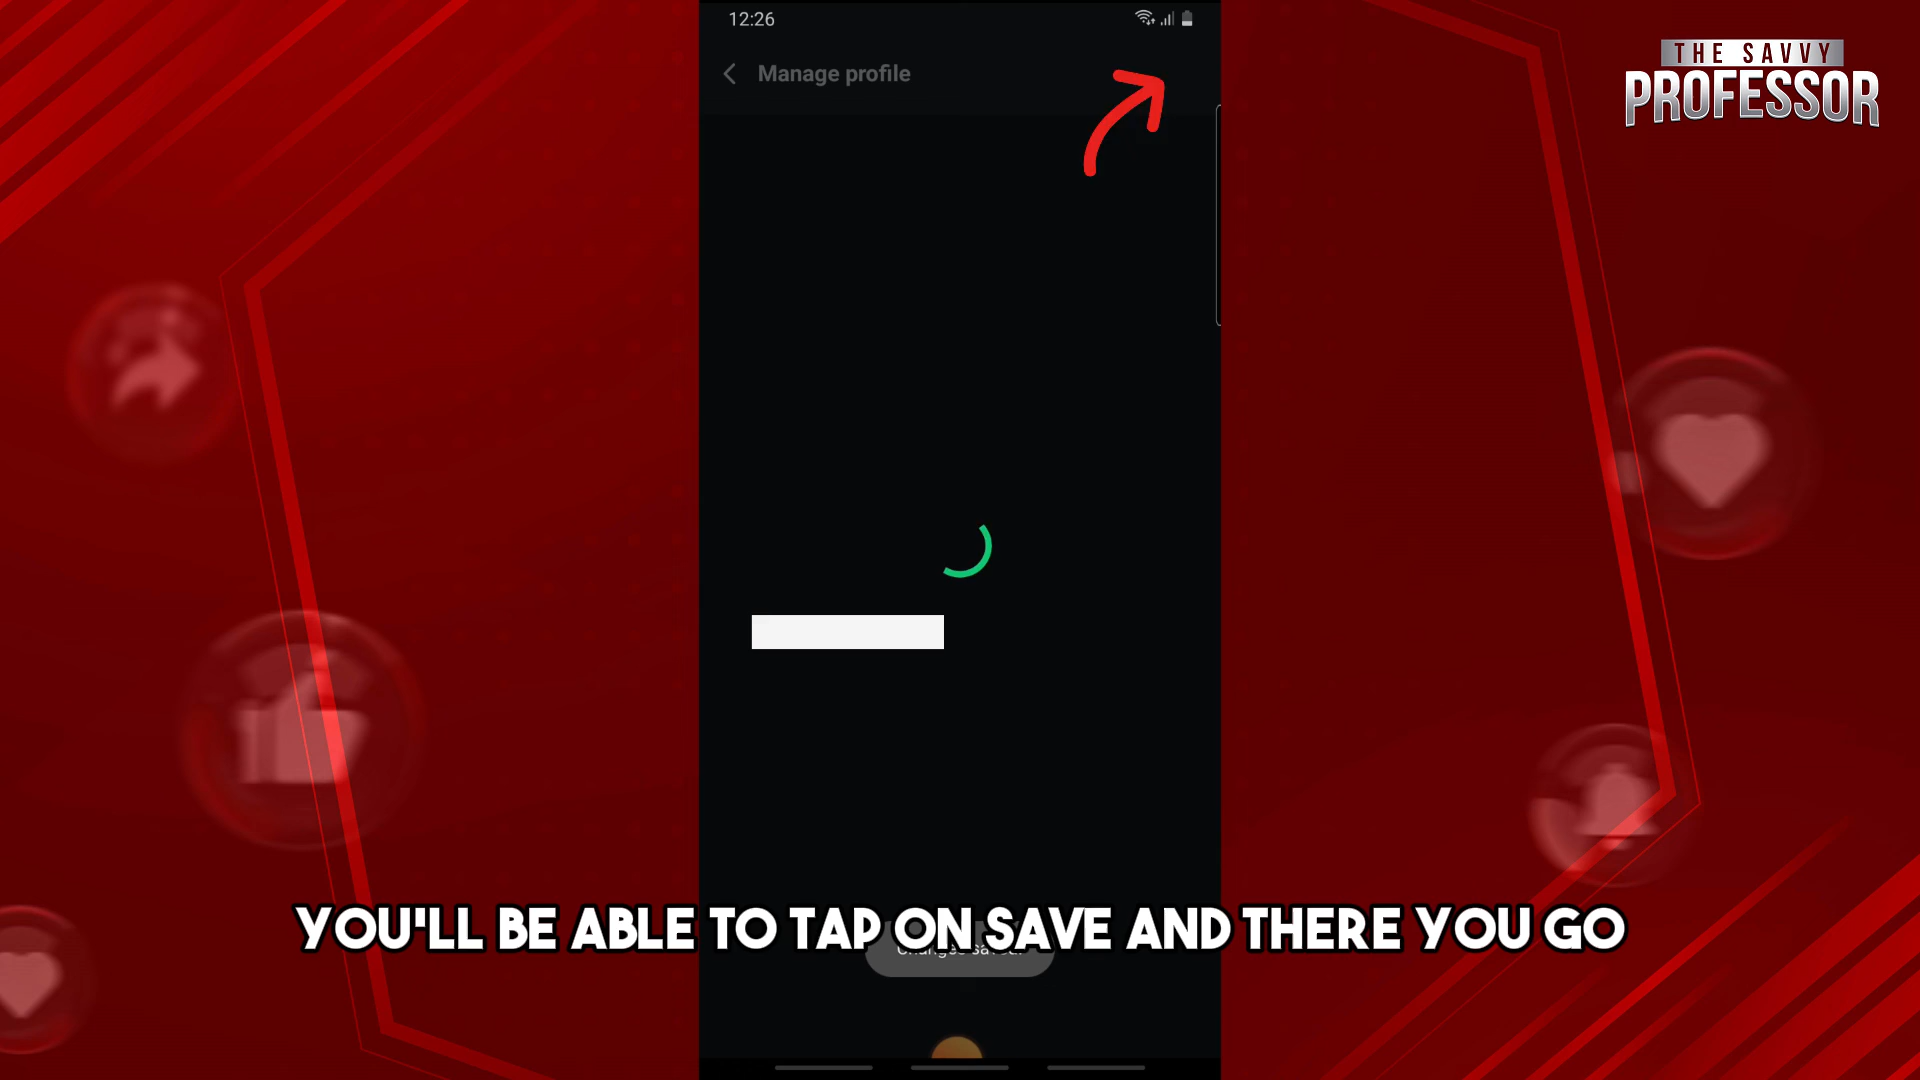 12:26
Manage profile
THE SAVVY
PROFESSOR
YOU'LL BE ABLE TO TAP ON SAVE AND THERE YOU GO